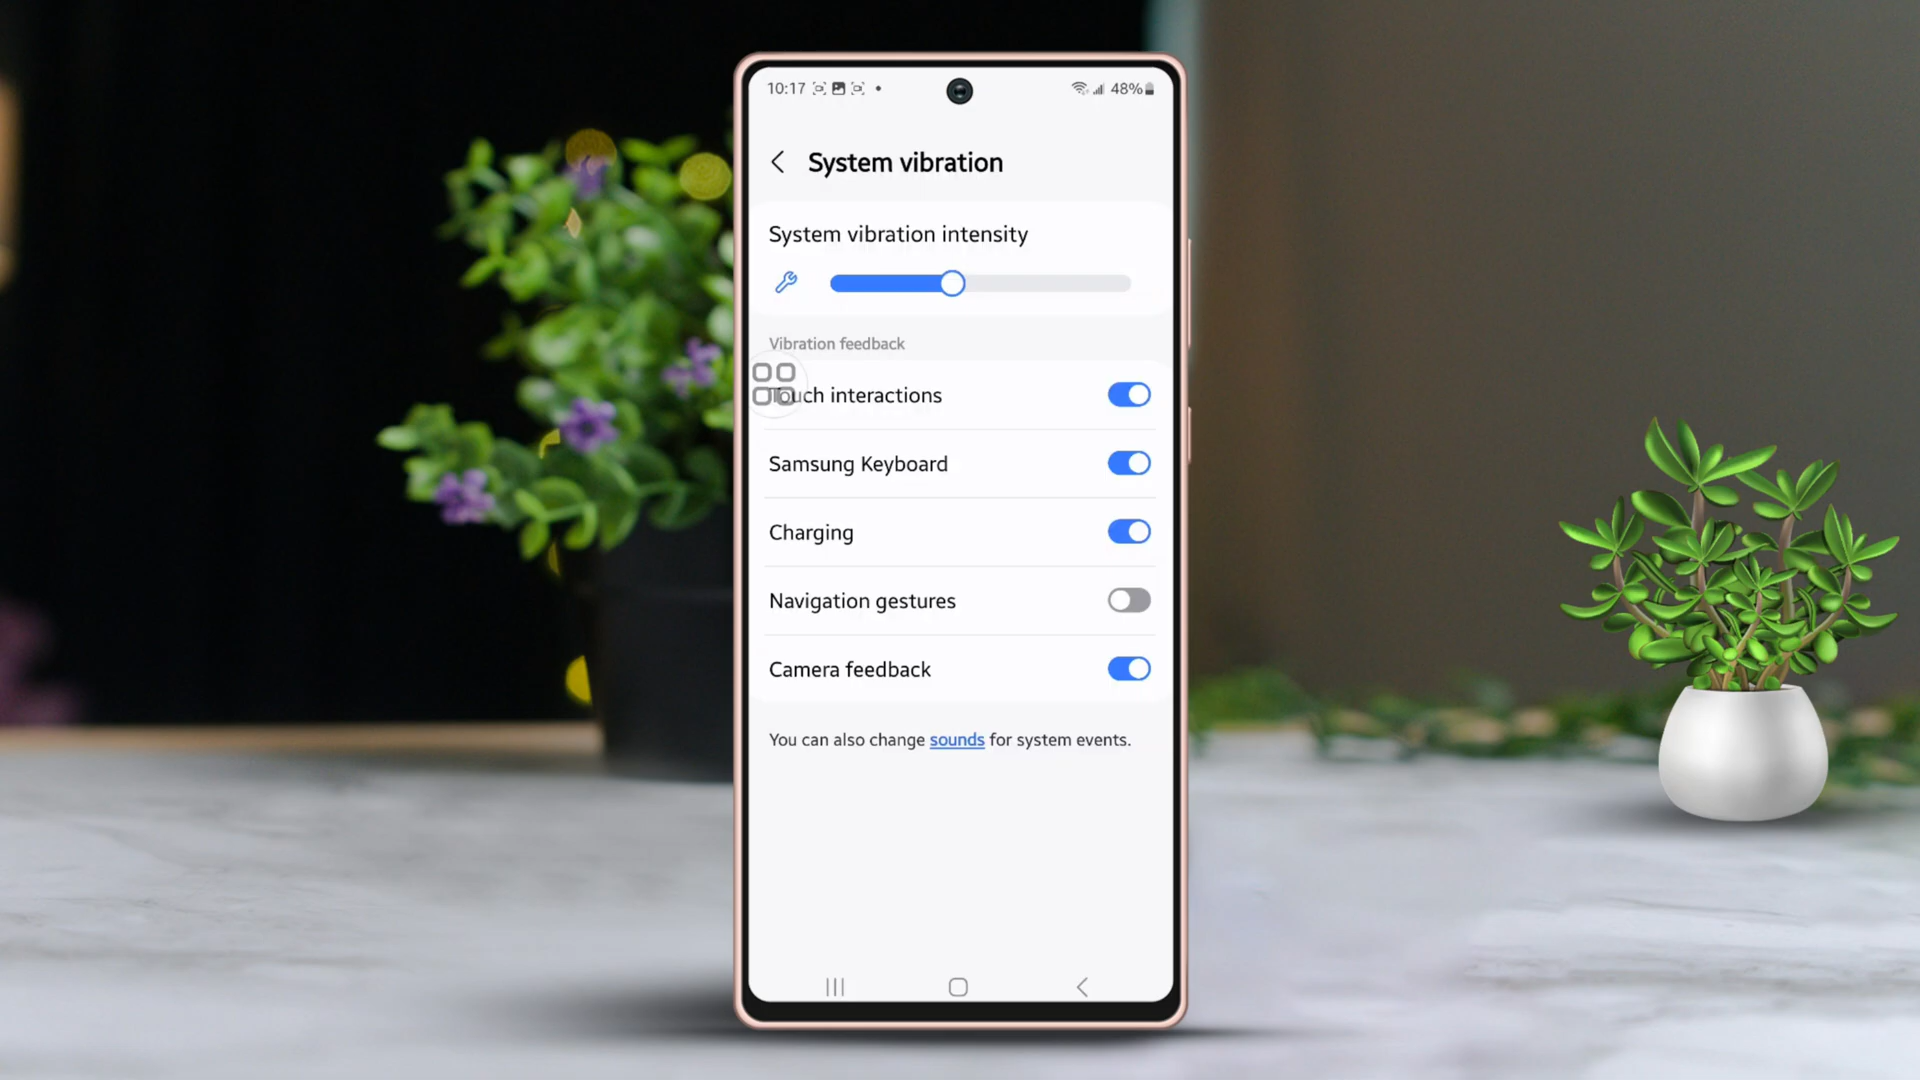 10:17
48%
System vibration
System vibration intensity
Vibration feedback
Touch interactions
Samsung Keyboard
Charging
Navigation gestures
Camera feedback
You can also change sounds for system events.